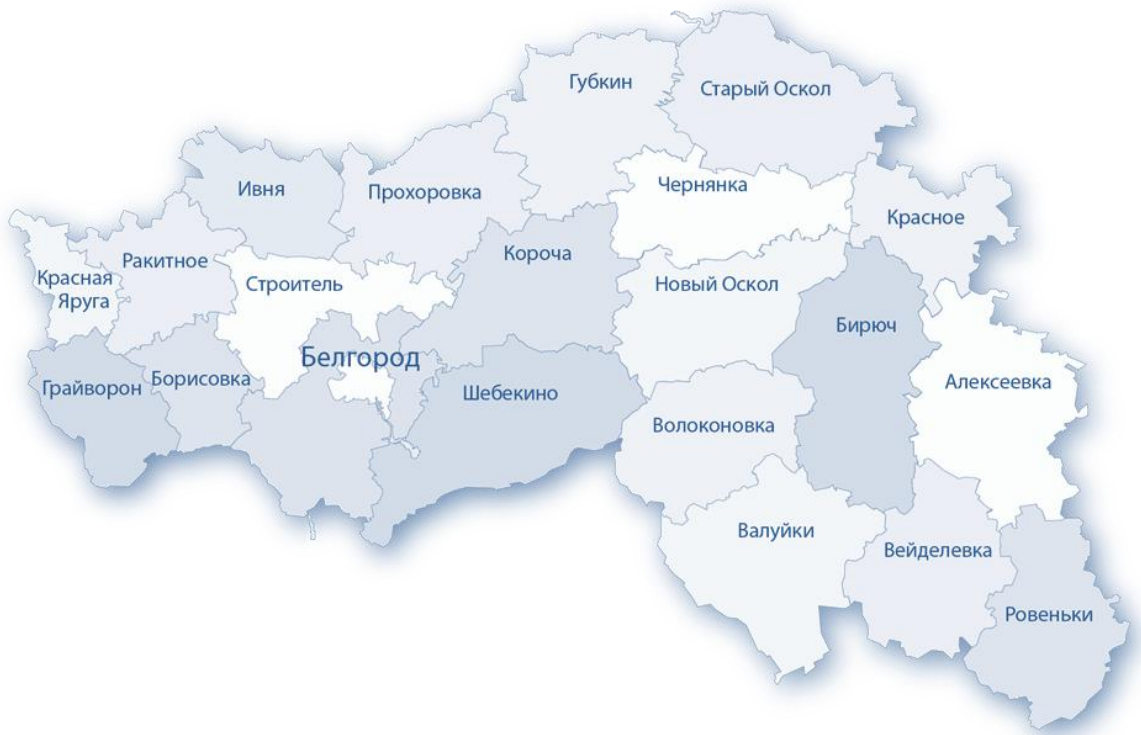 Губкин
Старый Оскол
Ивня
Прохоровка
Чернянка
Красное
Ракитное
Короча
Красная
Яруга
Строитель
Новый Оскол
Бирюч
Белгород
Грайворон
Борисовка
Шебекино
Алексеевка
Волоконовка
Валуйки
Вейделевка
Ровеньки